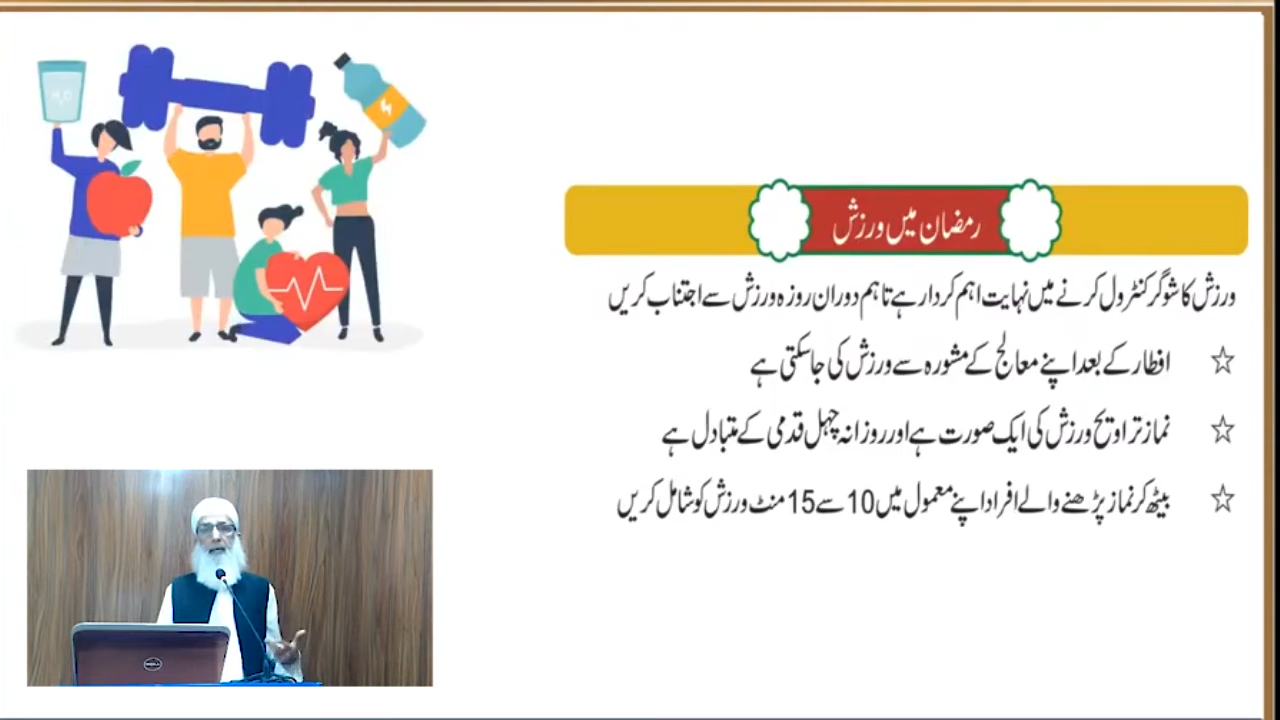 H₂O
رمضان میں ورزش
ورزش کا شوگر کنٹرول کرنے میں نہایت اہم کردار ہے تاہم دوران روزہ ورزش سے اجتناب کریں
☆ افطار کے بعد اپنے معالج کے مشورہ سے ورزش کی جاسکتی ہے
☆ نماز تراویح ورزش کی ایک صورت ہے اور روزانہ چہل قدمی کے متبادل ہے
☆ بیٹھ کر نماز پڑھنے والے افراد اپنے معمول میں 10 سے 15 منٹ ورزش کو شامل کریں
DELL